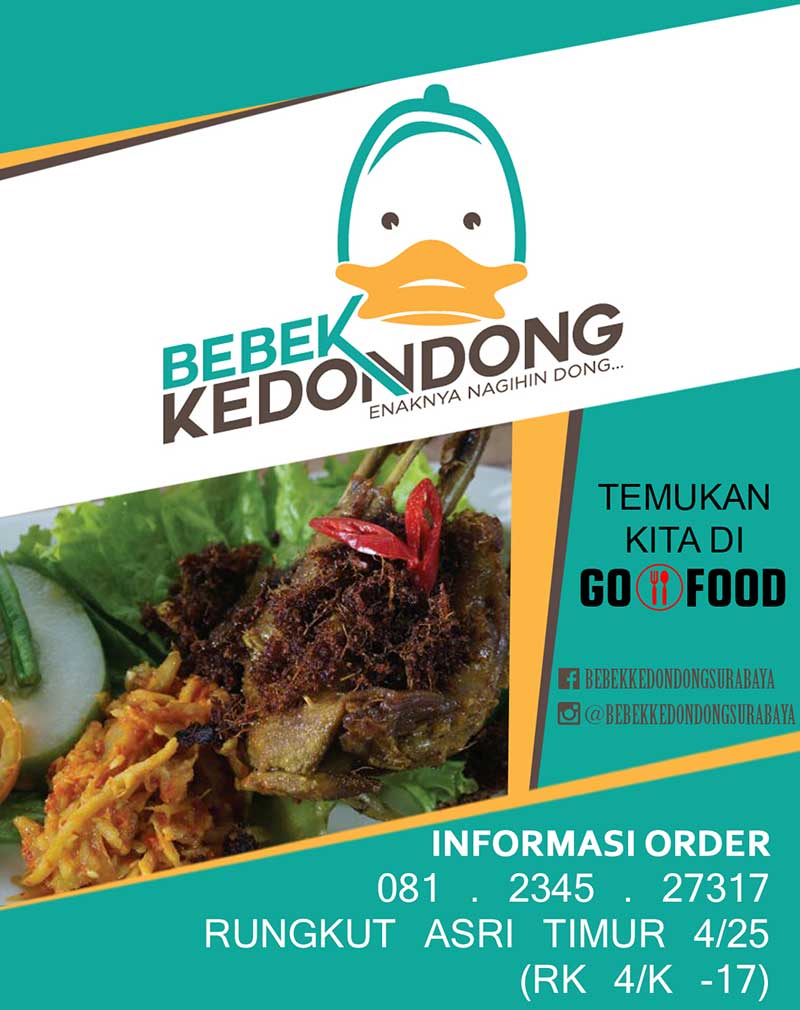 BEBEK
KEDONDONG
ENAKNYA NAGIHIN DONG...
TEMUKAN
KITA DI
GO FOOD
BEBEKKEDONDONGSURABAYA
@BEBEKKEDONDONGSURABAYA
INFORMASI ORDER
081 . 2345 . 27317
RUNGKUT ASRI TIMUR 4/25
(RK 4/K -17)